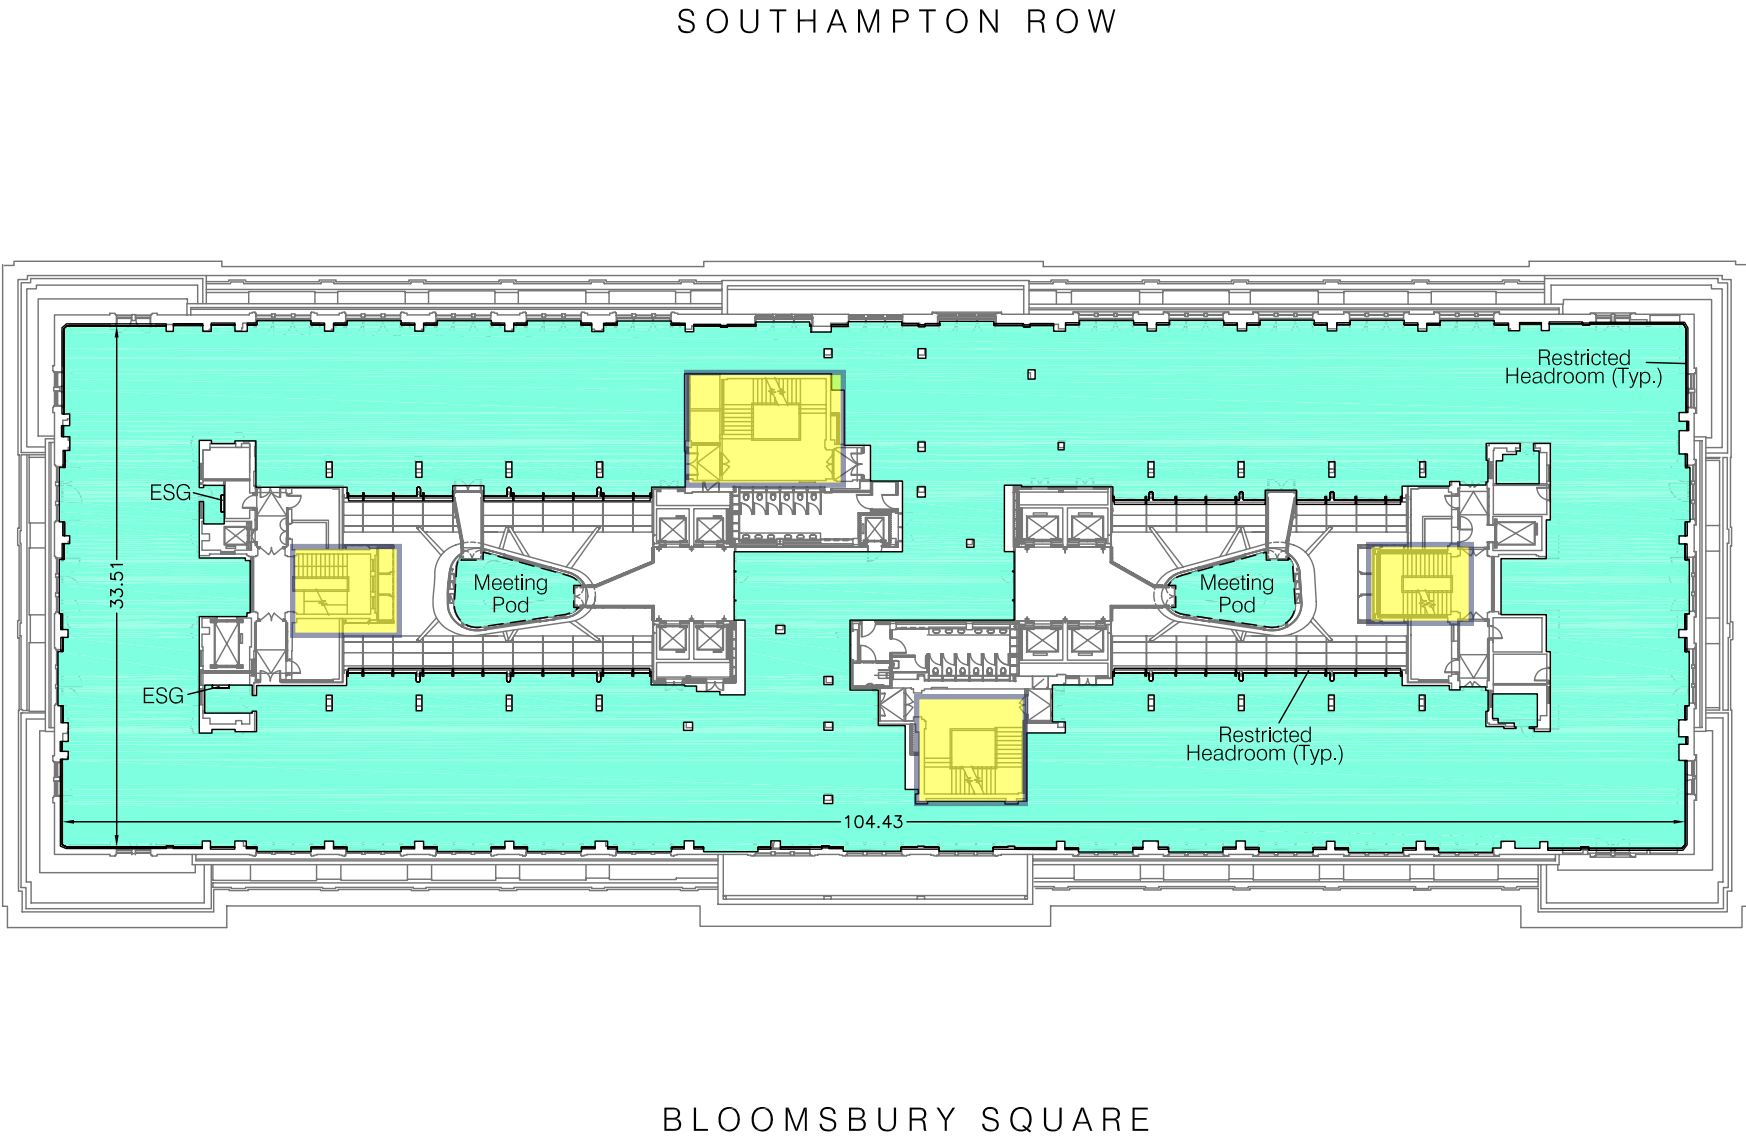 SOUTHAMPTON ROW
Restricted
Headroom (Typ.)
ESG
33.51
Meeting
Pod
Meeting
Pod
ESG
Restricted
Headroom (Typ.)
104.43
BLOOMSBURY SQUARE